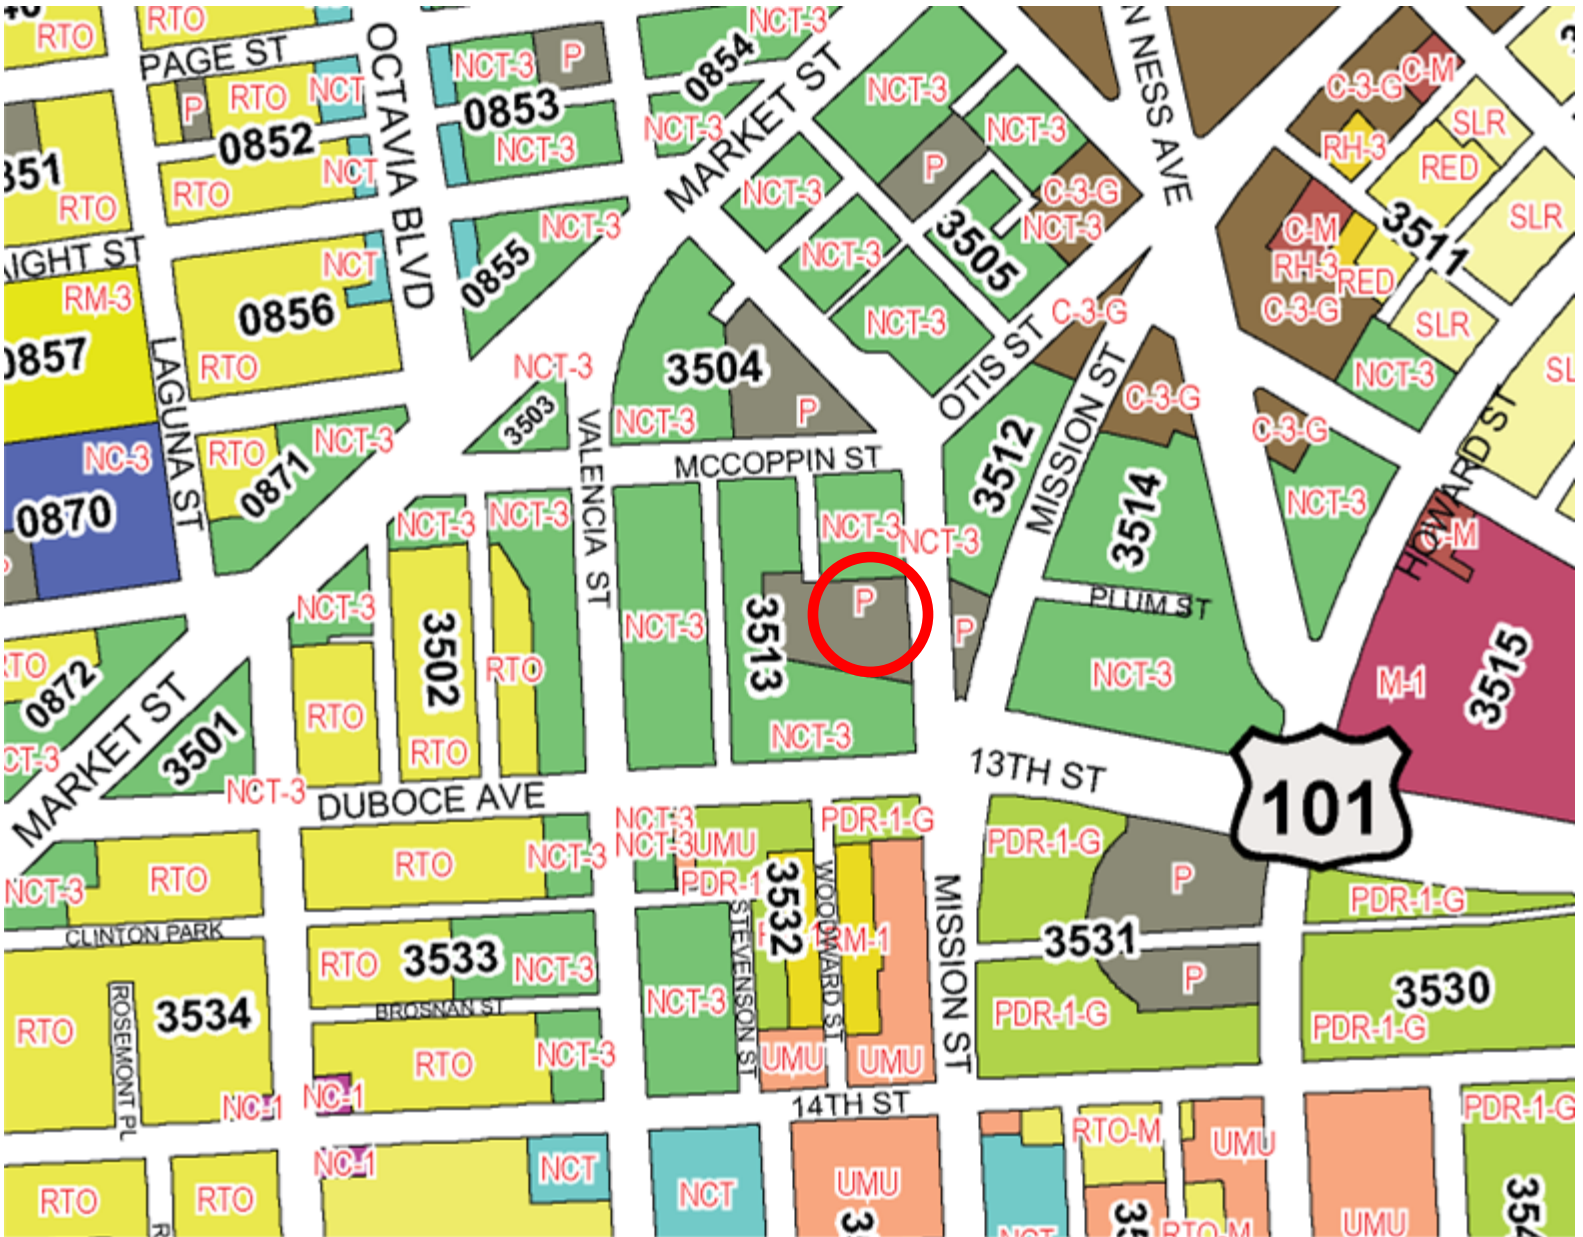 RTO
RTO
PAGE ST
P
RTO
NCT
0852
RTO
NCT
OCTAVIA BLVD
NCT-3
P
0853
NCT-3
NCT-3
0854
NCT-3
MARKET ST
NCT-3
NCT-3
P
NCT-3
C-3-G
NCT-3
3505
NCT-3
NCT-3
N NESS AVE
C-3-G
C-M
RH-3
SLR
RED
SLR
3511
C-M
RH-3
RED
C-3-G
SLR
NCT-3
SL
351
RTO
AIGHT ST
RM-3
0857
NCT
0856
RTO
NCT-3
0855
LAGUNA ST
NC-3
0870
RTO
NCT-3
0871
NCT-3
3503
VALENCIA ST
3504
NCT-3
P
MCCOPPIN ST
OTIS ST
C-3-G
MISSION ST
C-3-G
3512
3514
C-3-G
NCT-3
HOWARD ST
C-M
M-1
3515
NCT-3
NCT-3
NCT-3
3502
RTO
RTO
RTO
NCT-3
3513
NCT-3
NCT-3
P
NCT-3
P
PLUM ST
NCT-3
RTO
0872
CT-3
MARKET ST
3501
NCT-3
DUBOCE AVE
13TH ST
101
NCT-3
RTO
CLINTON PARK
RTO
NCT-3
NCT-3
NCT-3
UMU
PDR-1
PDR-1-G
3532
RM-1
STEVENSON ST
WOODWARD ST
MISSION ST
PDR-1-G
P
PDR-1-G
3531
P
PDR-1-G
3530
PDR-1-G
RTO
3533
NCT-3
BROSNAN ST
RTO
NCT-3
NCT-3
UMU
UMU
3534
RTO
ROSEMONT PL
NC-1
NC-1
NC-1
14TH ST
RTO
RTO
NCT
NCT
UMU
RTO-M
UMU
RTO-M
NCT
UMU
PDR-1-G
35
354